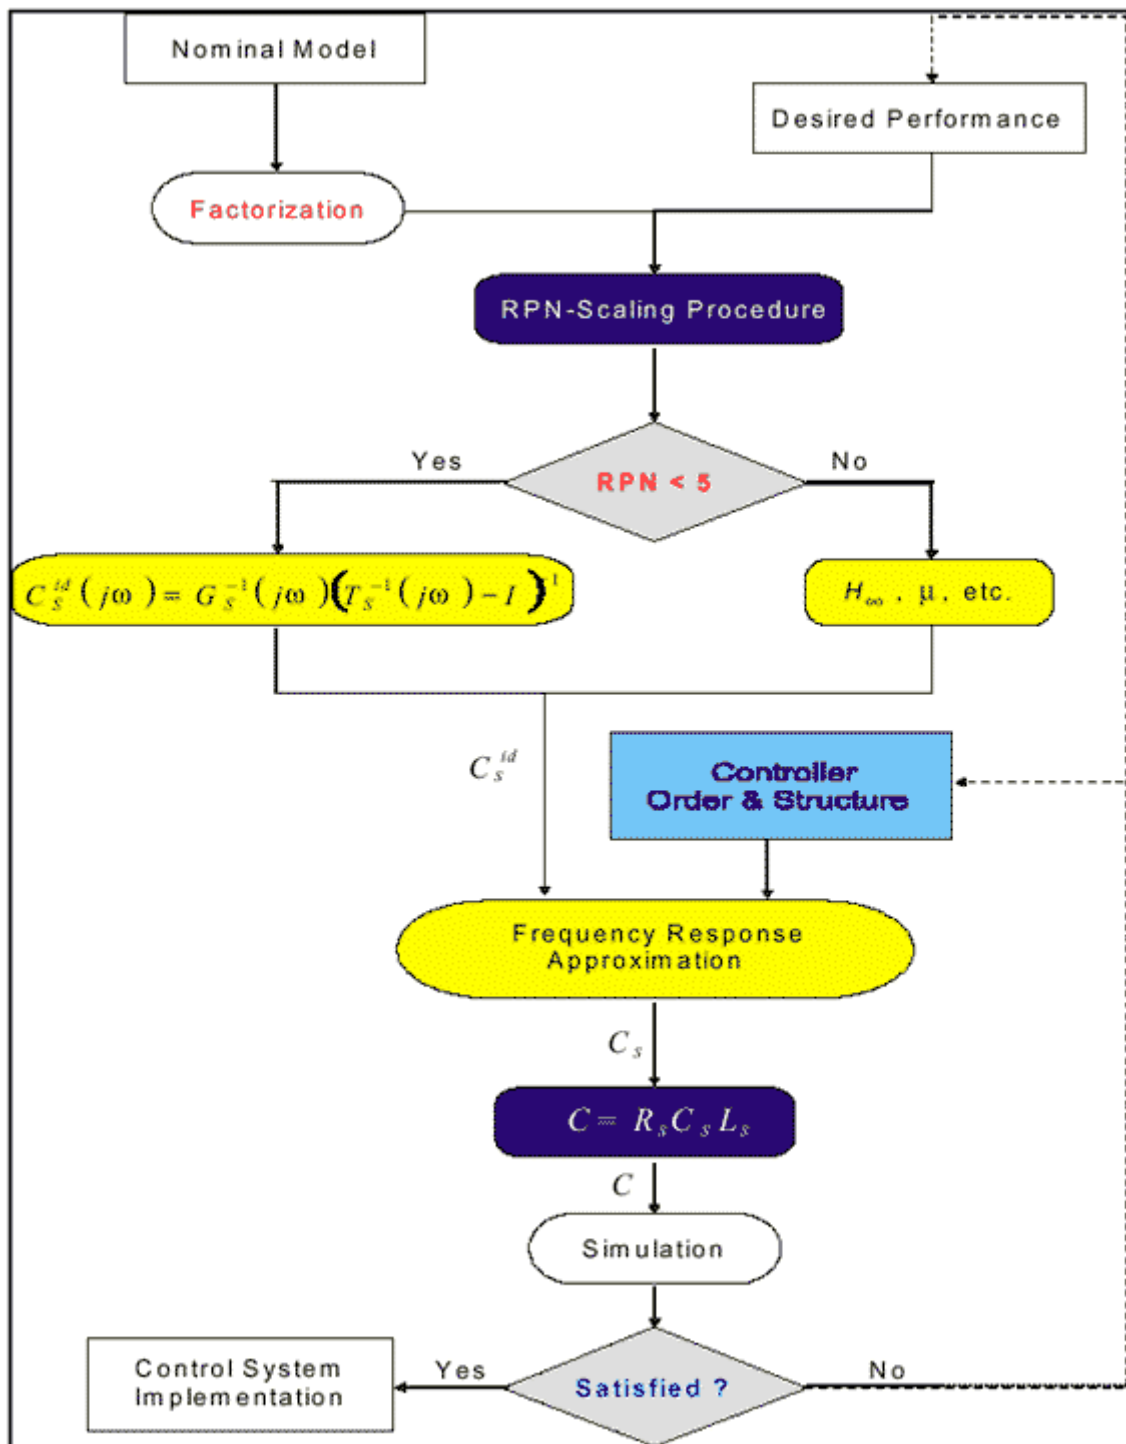 Nominal Model
Desired Performance
Factorization
RPN-Scaling Procedure
Yes
No
RPN < 5
C_S^{id}(jω) = G_S^{-1}(jω)(T_S^{-1}(jω) − I)^{-1}
H∞ , μ, etc.
C_S^{id}
Controller
Order & Structure
Frequency Response
Approximation
C_s
C = R_s C_s L_s
C
Simulation
Control System
Implementation
Yes
Satisfied ?
No